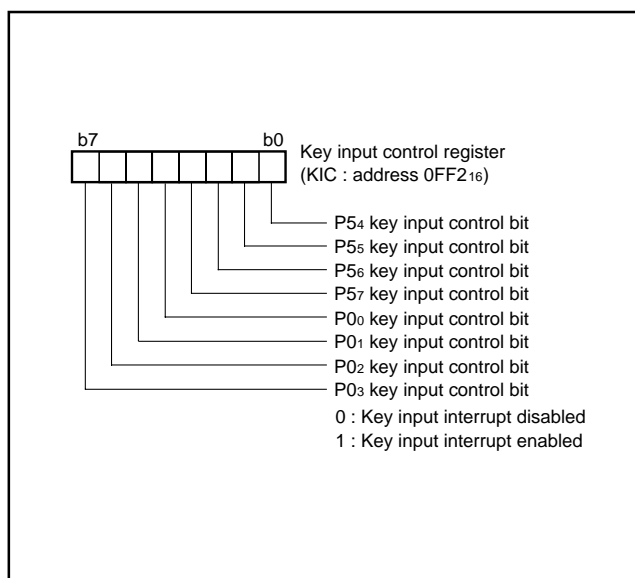 b7 b0
Key input control register
(KIC : address 0FF2₁₆)
P5₄ key input control bit
P5₅ key input control bit
P5₆ key input control bit
P5₇ key input control bit
P0₀ key input control bit
P0₁ key input control bit
P0₂ key input control bit
P0₃ key input control bit
0 : Key input interrupt disabled
1 : Key input interrupt enabled